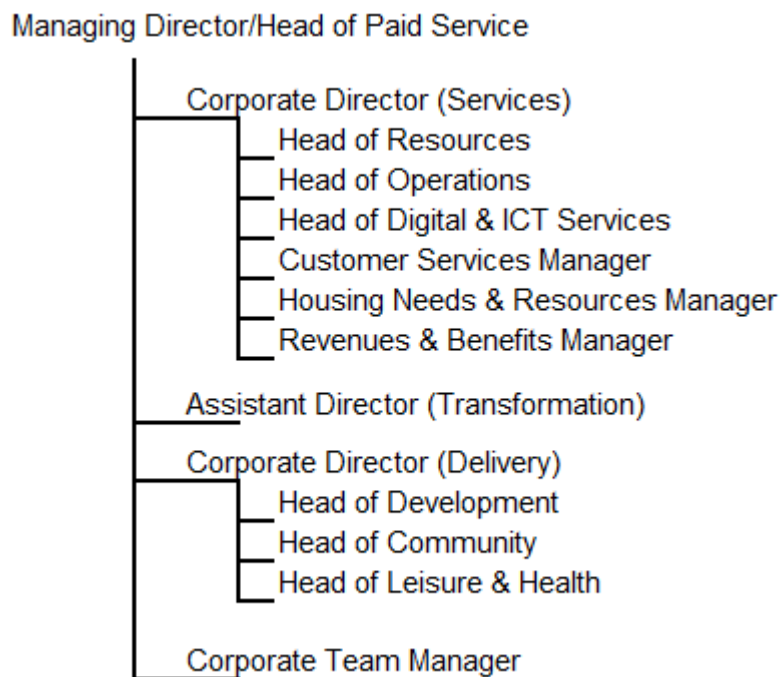 Managing Director/Head of Paid Service
Corporate Director (Services)
Head of Resources
Head of Operations
Head of Digital & ICT Services
Customer Services Manager
Housing Needs & Resources Manager
Revenues & Benefits Manager
Assistant Director (Transformation)
Corporate Director (Delivery)
Head of Development
Head of Community
Head of Leisure & Health
Corporate Team Manager